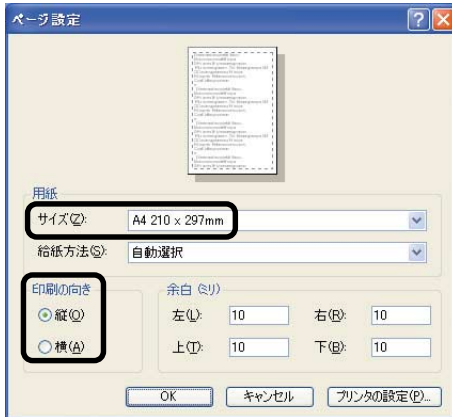 ページ設定
用紙
サイズ(Z): A4 210 x 297mm
給紙方法(S): 自動選択
印刷の向き
縦(O)
横(A)
余白 (ミリ)
左(L): 10 右(R): 10
上(T): 10 下(B): 10
OK キャンセル プリンタの設定(P)...